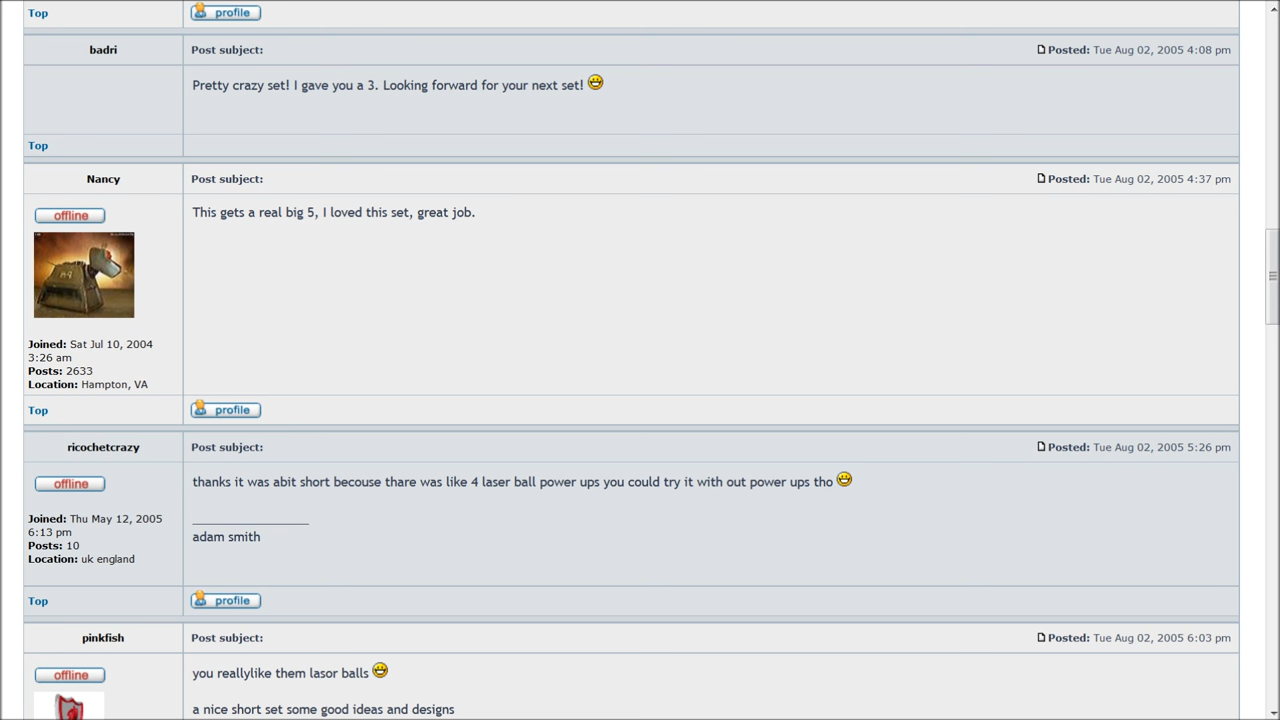 Top profile
badri Post subject: Posted: Tue Aug 02, 2005 4:08 pm
Pretty crazy set! I gave you a 3. Looking forward for your next set!
Top
Nancy Post subject: Posted: Tue Aug 02, 2005 4:37 pm
offline
This gets a real big 5, I loved this set, great job.
Joined: Sat Jul 10, 2004
3:26 am
Posts: 2633
Location: Hampton, VA
Top profile
ricochetcrazy Post subject: Posted: Tue Aug 02, 2005 5:26 pm
offline
thanks it was abit short becouse thare was like 4 laser ball power ups you could try it with out power ups tho
_________________
adam smith
Joined: Thu May 12, 2005
6:13 pm
Posts: 10
Location: uk england
Top profile
pinkfish Post subject: Posted: Tue Aug 02, 2005 6:03 pm
offline
you reallylike them lasor balls
a nice short set some good ideas and designs